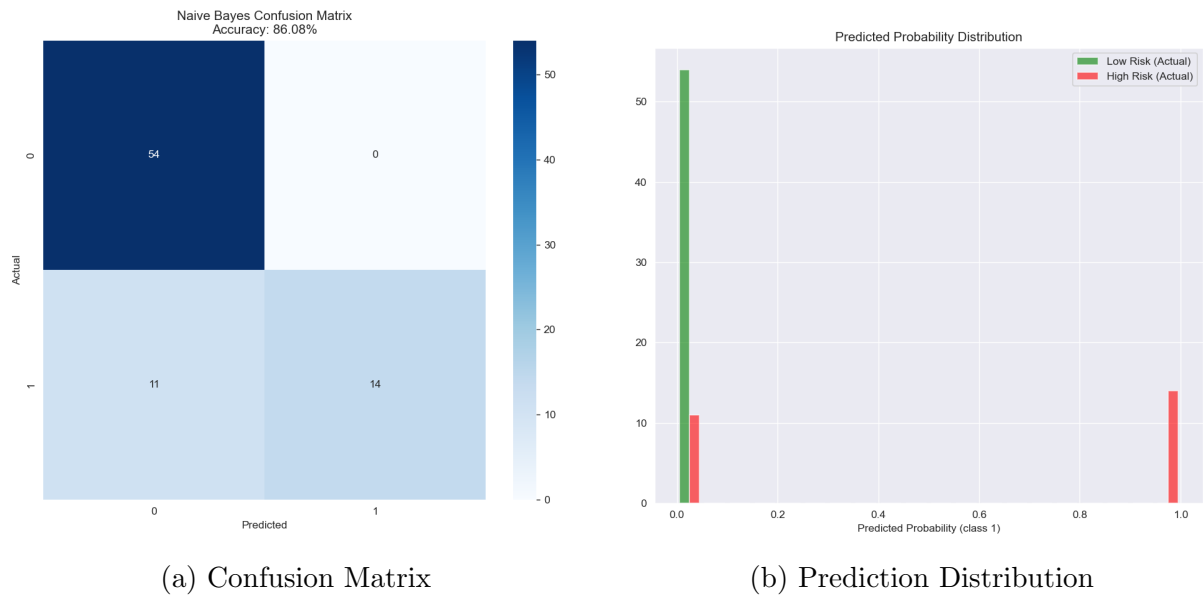 Naive Bayes Confusion Matrix
Accuracy: 86.08%
54
0
11
14
0
1
Actual
0
1
Predicted
50
40
30
20
10
0
Predicted Probability Distribution
Low Risk (Actual)
High Risk (Actual)
50
40
30
20
10
0
0.0 0.2 0.4 0.6 0.8 1.0
Predicted Probability (class 1)
(a) Confusion Matrix
(b) Prediction Distribution